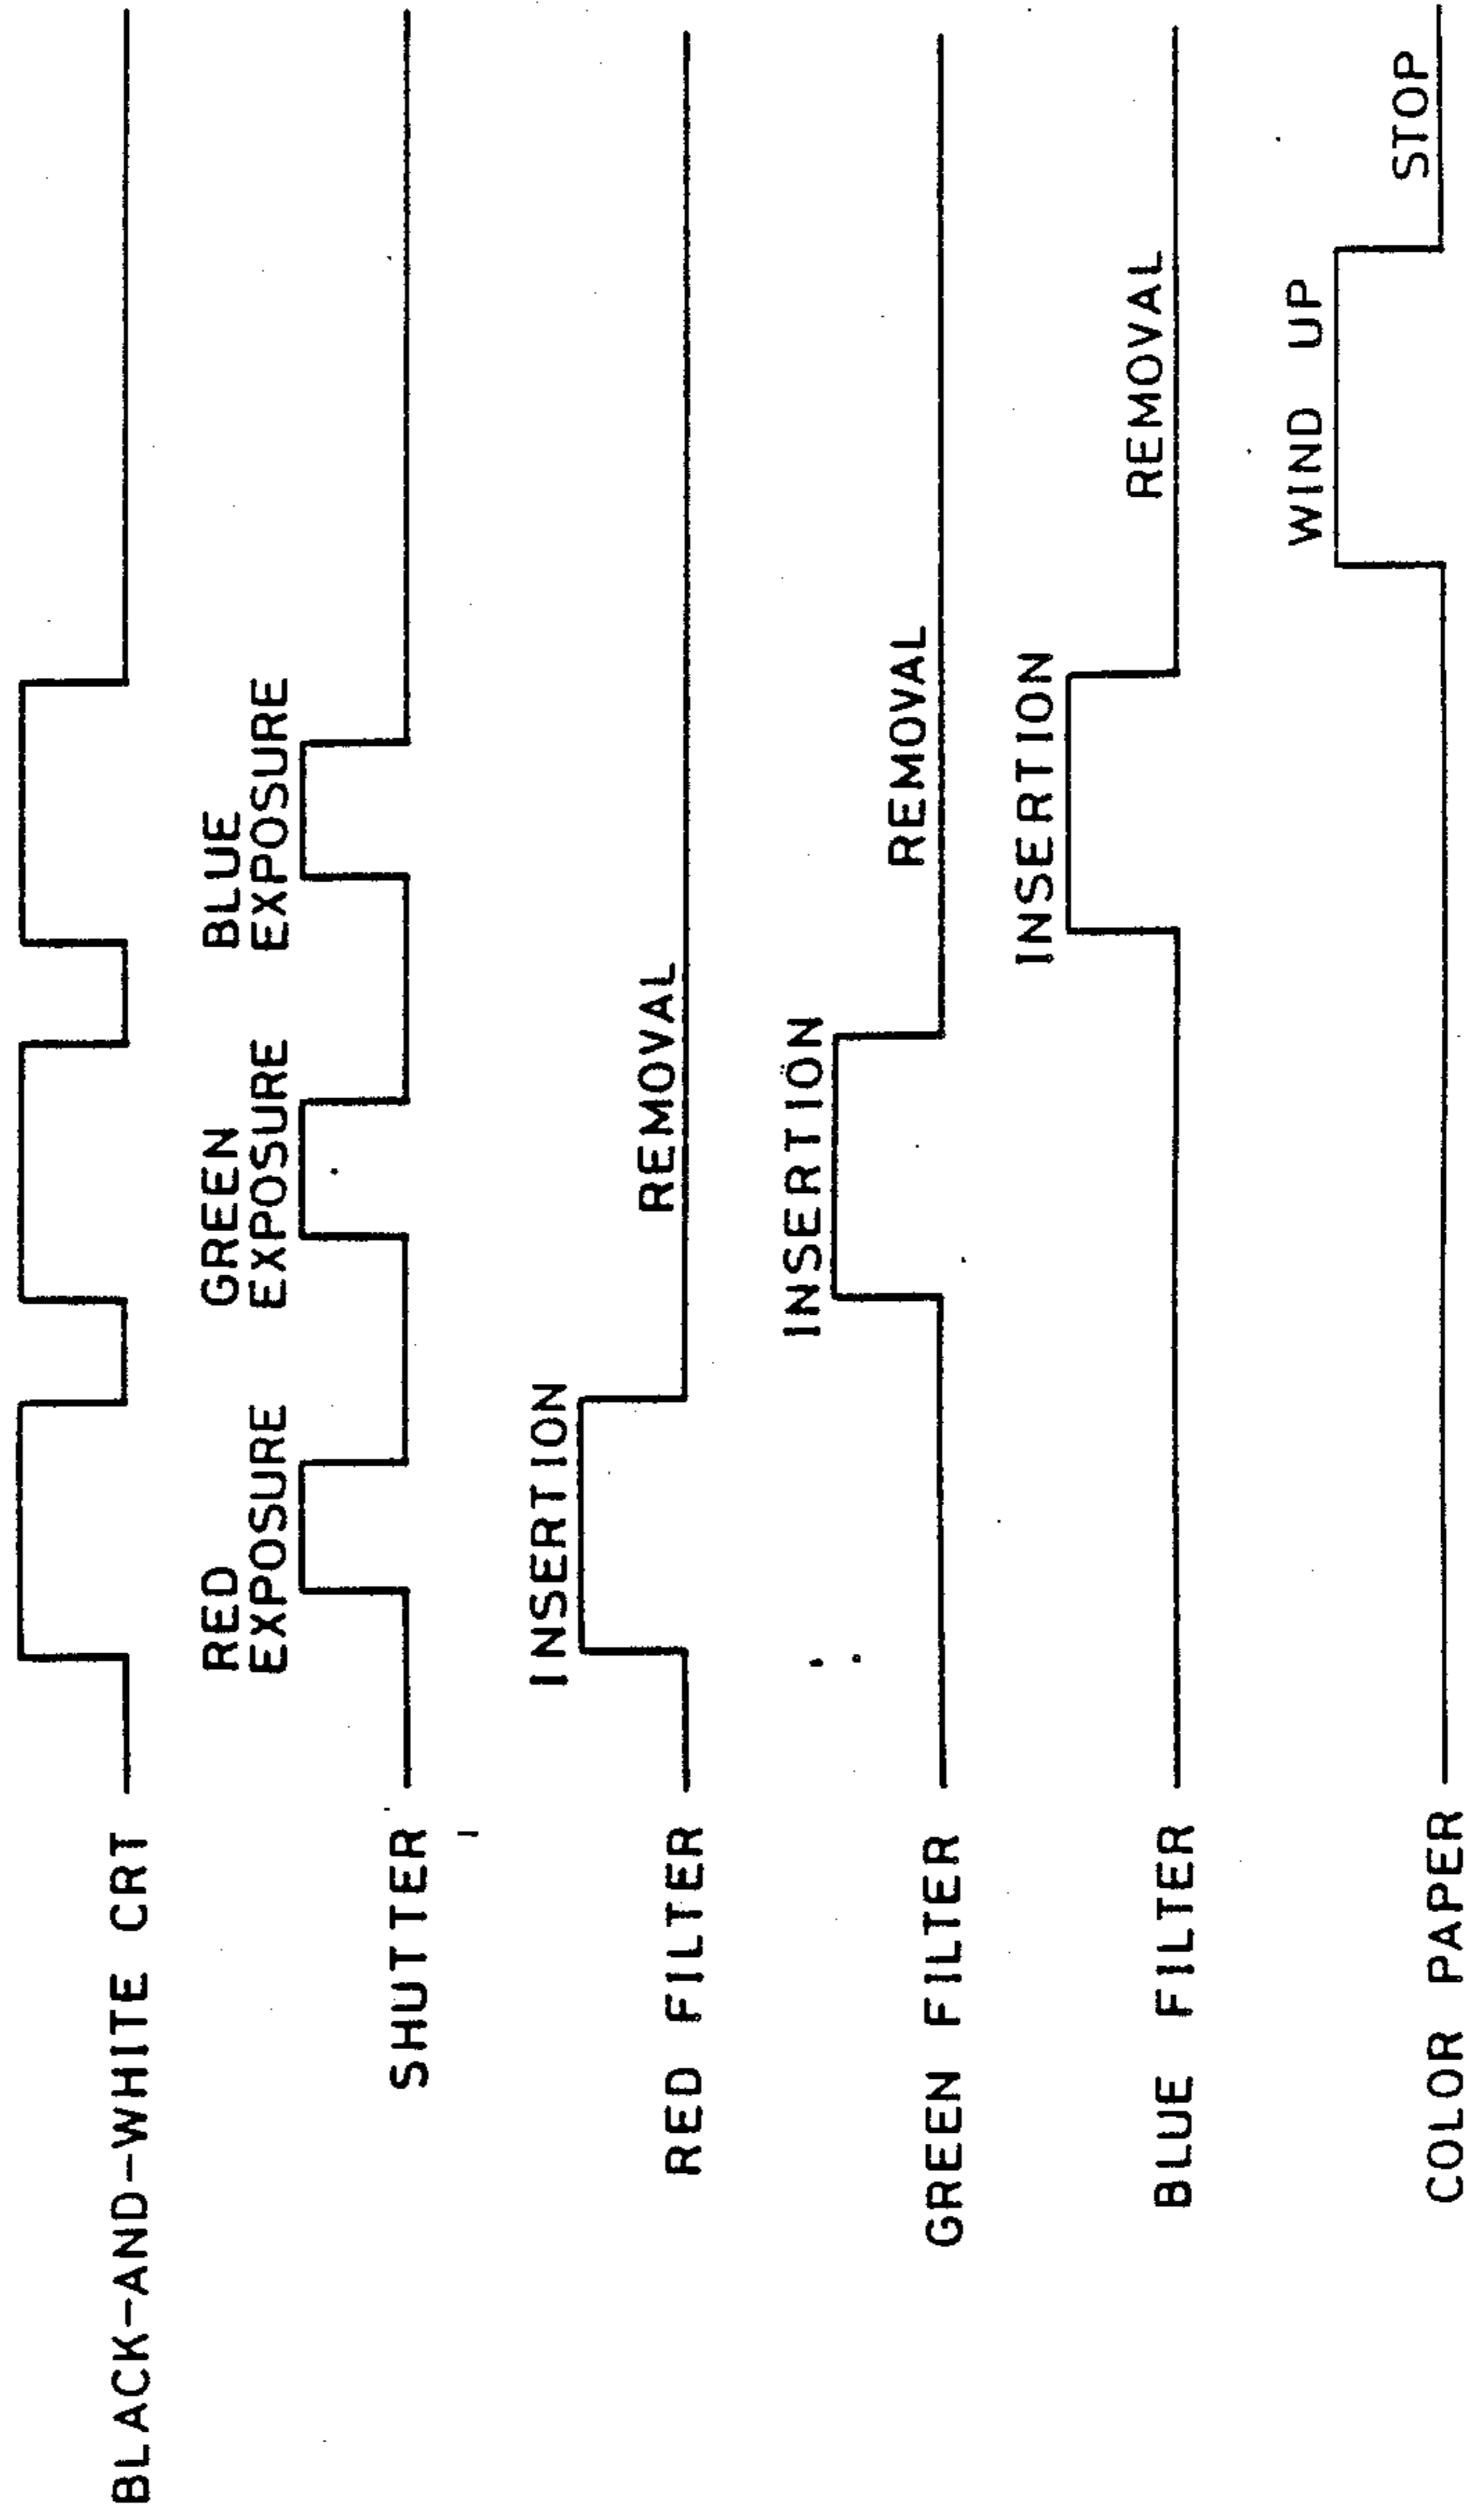 BLACK-AND-WHITE CRT
RED
EXPOSURE
GREEN
EXPOSURE
BLUE
EXPOSURE
SHUTTER
INSERTION
REMOVAL
RED FILTER
INSERTION
REMOVAL
GREEN FILTER
INSERTION
REMOVAL
BLUE FILTER
WIND UP
STOP
COLOR PAPER